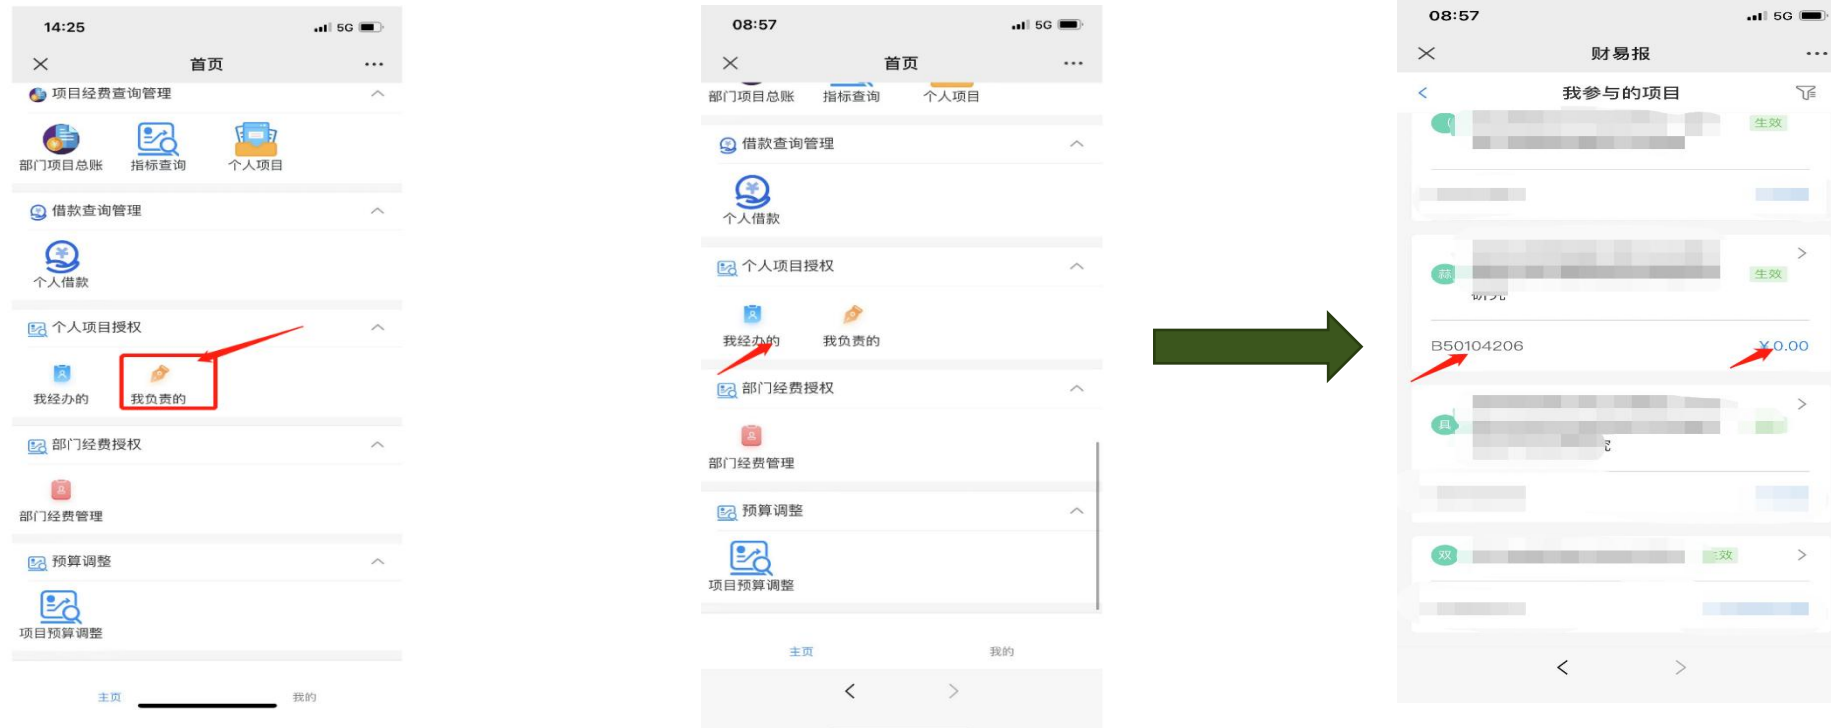 14:25
5G
首页
项目经费查询管理
部门项目总账 指标查询 个人项目
借款查询管理
个人借款
个人项目授权
我经办的 我负责的
部门经费授权
部门经费管理
预算调整
项目预算调整
主页 我的
08:57
5G
首页
部门项目总账 指标查询 个人项目
借款查询管理
个人借款
个人项目授权
我经办的 我负责的
部门经费授权
部门经费管理
预算调整
项目预算调整
主页 我的
08:57
5G
财易报
我参与的项目
生效
蒜
生效
研究
B50104206 ¥0.00
具
双
生效